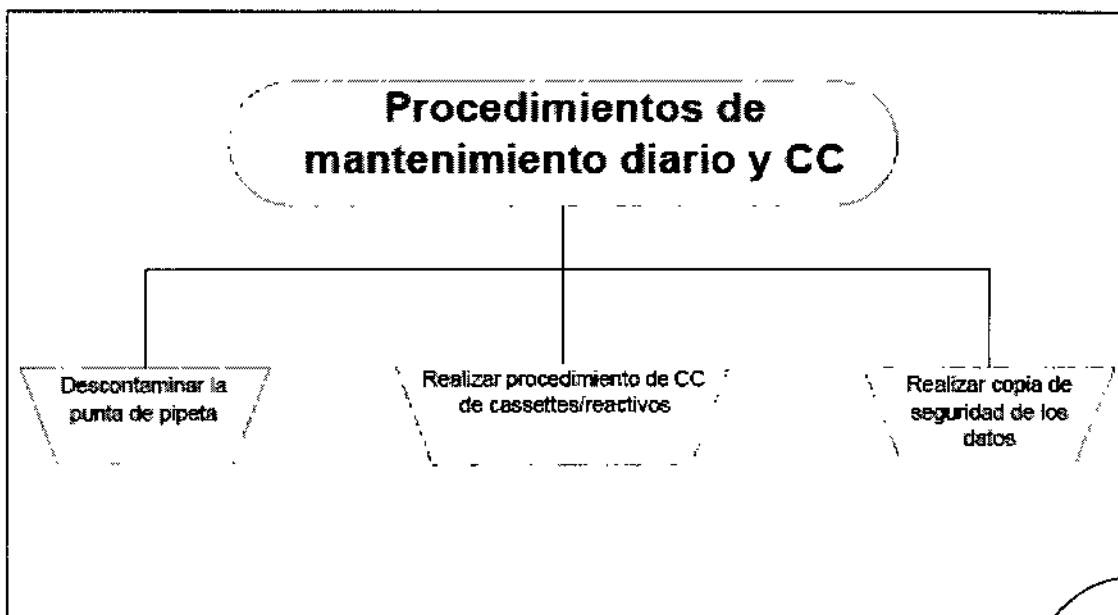 Procedimientos de
mantenimiento diario y CC
Descontaminar la
punta de pipeta
Realizar procedimiento de CC
de cassettes/reactivos
Realizar copia de
seguridad de los
datos